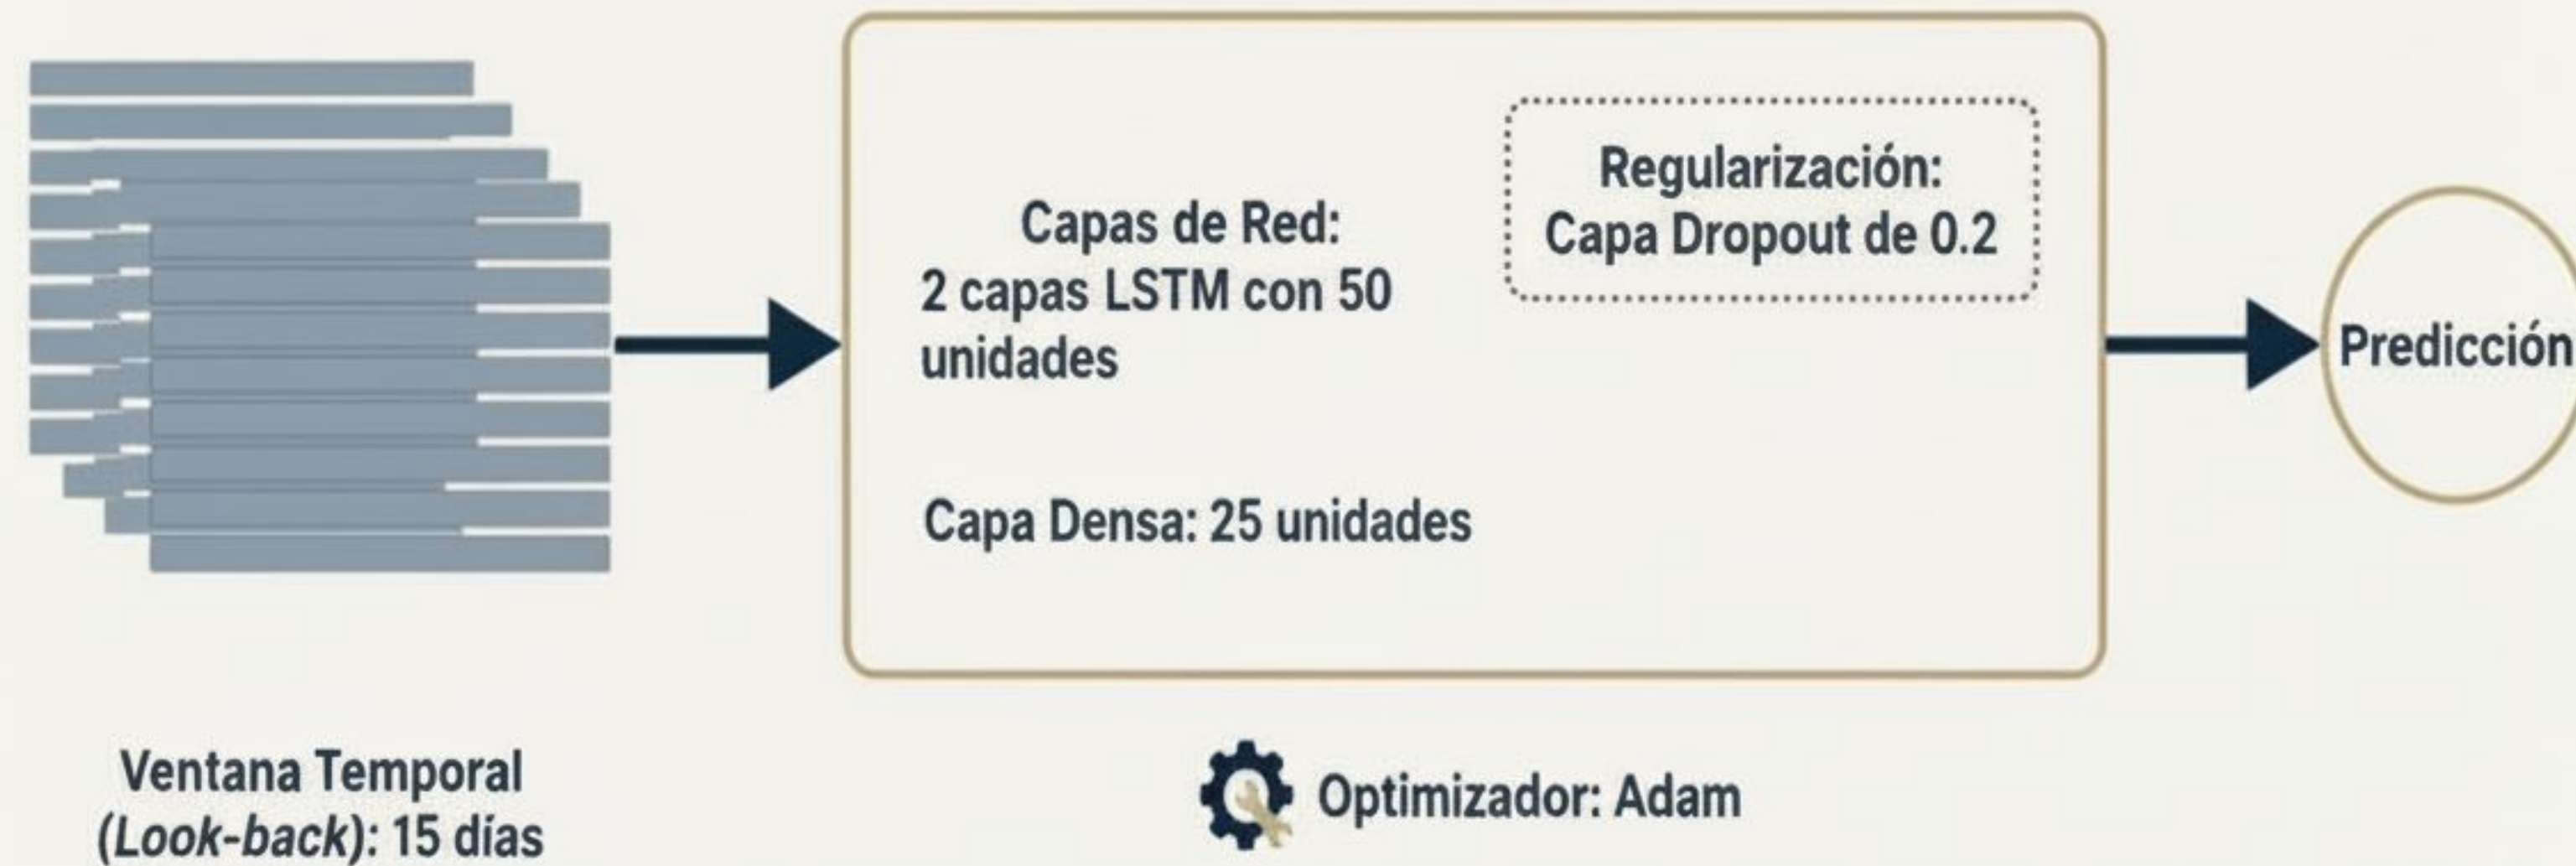 Capas de Red:
2 capas LSTM con 50
unidades
Capa Densa: 25 unidades
Regularización:
Capa Dropout de 0.2
Predicción
Ventana Temporal
(Look-back): 15 días
Optimizador: Adam